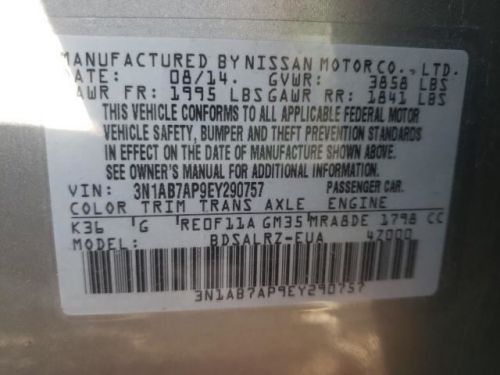 MANUFACTURED BY NISSAN MOTOR CO., LTD.
DATE: 08/14. GVWR: 3858 LBS
GAWR FR: 1995 LBS GAWR RR: 1841 LBS
THIS VEHICLE CONFORMS TO ALL APPLICABLE FEDERAL MOTOR
VEHICLE SAFETY, BUMPER AND THEFT PREVENTION STANDARDS
IN EFFECT ON THE DATE OF MANUFACTURE SHOWN ABOVE.
SEE OWNER'S MANUAL FOR ADDITIONAL INFORMATION.
VIN: 3N1AB7AP9EY290757 PASSENGER CAR.
COLOR TRIM TRANS AXLE ENGINE
K36 G RE0F11A GM35 MRA8DE 1798 CC
MODEL: BDSALRZ-EUA 4Z000
3N1AB7AP9EY290757